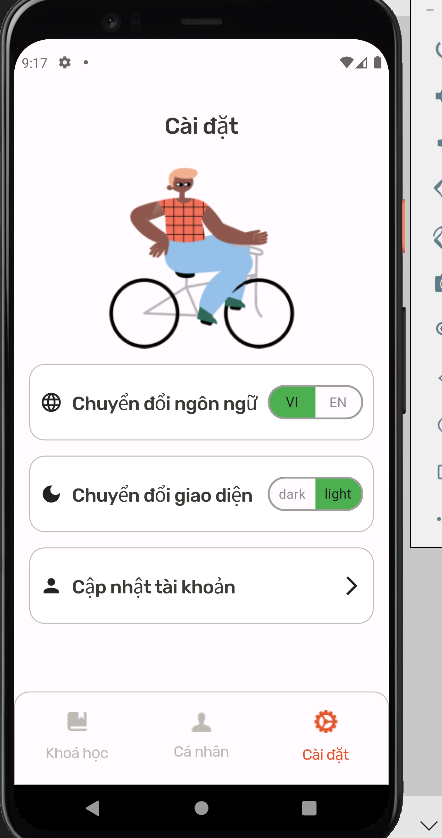 9:17
Cài đặt
Chuyển đổi ngôn ngữ VI EN
Chuyển đổi giao diện dark light
Cập nhật tài khoản
Khoá học Cá nhân Cài đặt